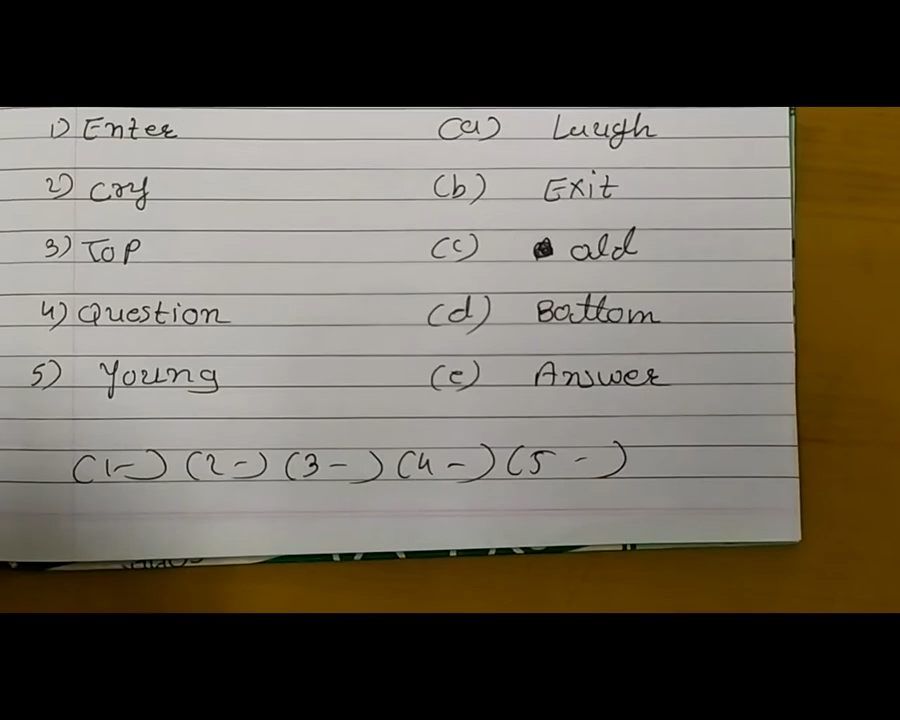 1) Enter (a) Laugh
2) Cry (b) Exit
3) Top (c) old
4) Question (d) Bottom
5) Young (e) Answer
(1-) (2-) (3-) (4-) (5-)